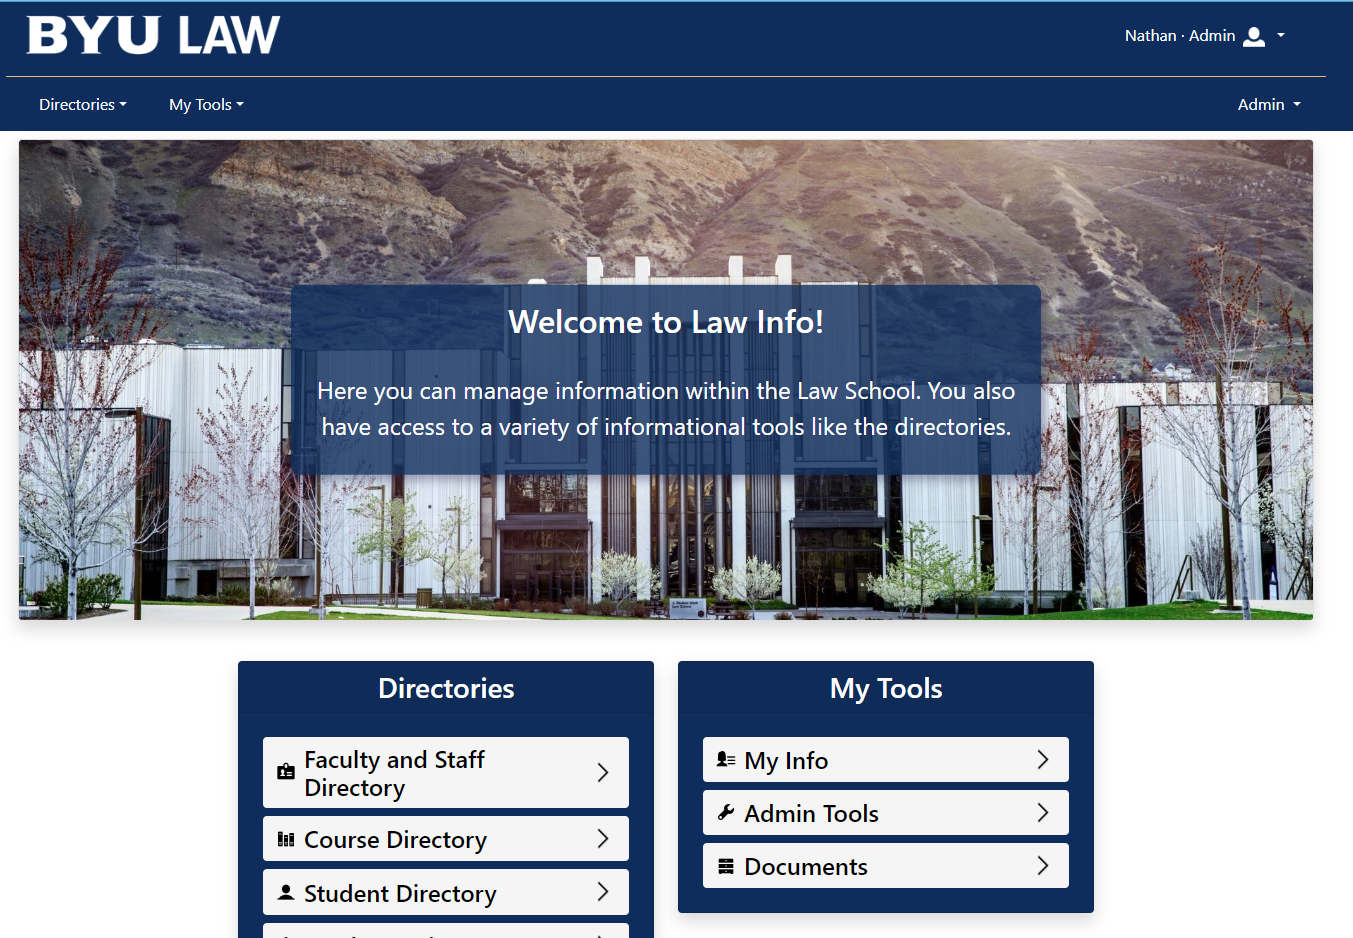 BYU LAW
Nathan · Admin
Directories
My Tools
Admin
Welcome to Law Info!
Here you can manage information within the Law School. You also
have access to a variety of informational tools like the directories.
Directories
Faculty and Staff
Directory
Course Directory
Student Directory
My Tools
My Info
Admin Tools
Documents